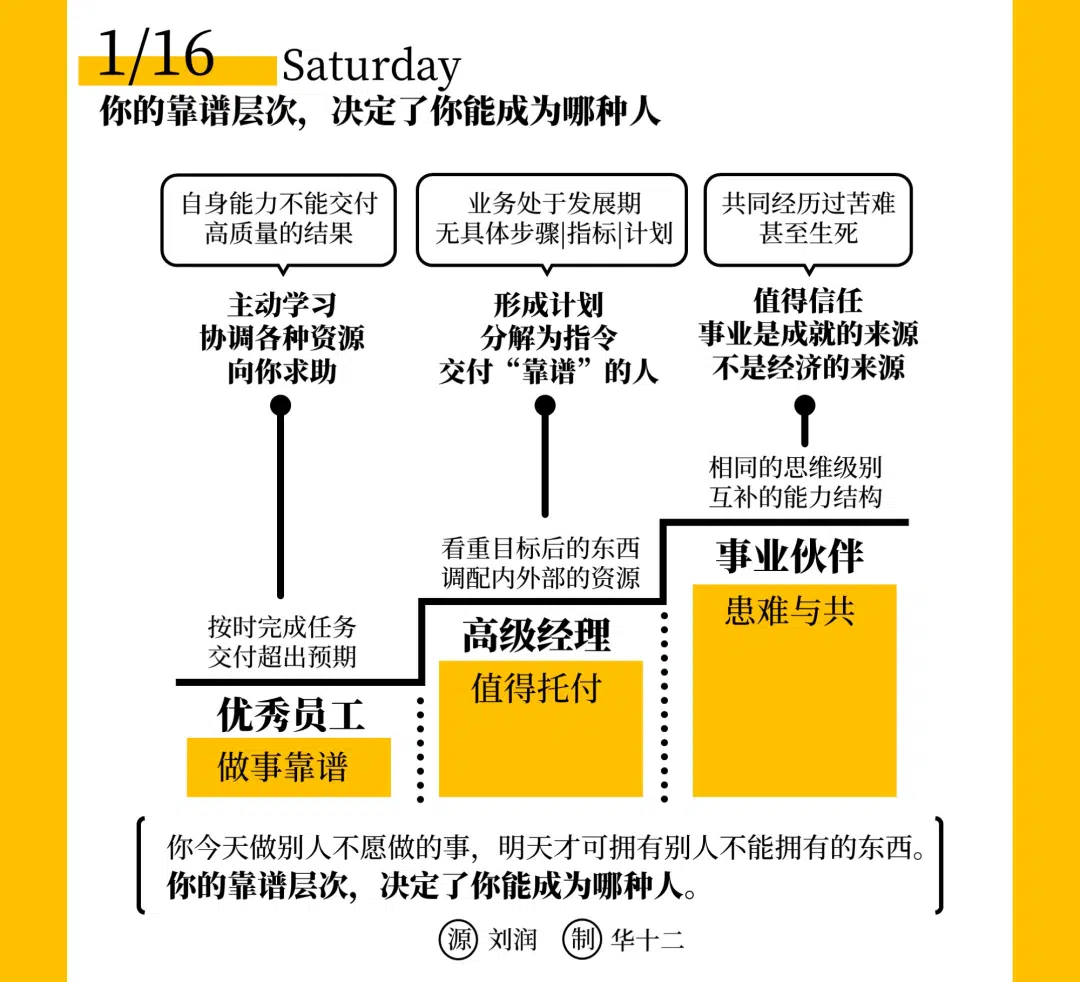 1/16 Saturday
你的靠谱层次，决定了你能成为哪种人
自身能力不能交付
高质量的结果
主动学习
协调各种资源
向你求助
按时完成任务
交付超出预期
优秀员工
做事靠谱
业务处于发展期
无具体步骤|指标|计划
形成计划
分解为指令
交付“靠谱”的人
看重目标后的东西
调配内外部的资源
高级经理
值得托付
共同经历过苦难
甚至生死
值得信任
事业是成就的来源
不是经济的来源
相同的思维级别
互补的能力结构
事业伙伴
患难与共
你今天做别人不愿做的事，明天才可拥有别人不能拥有的东西。
你的靠谱层次，决定了你能成为哪种人。
源 刘润 制 华十二